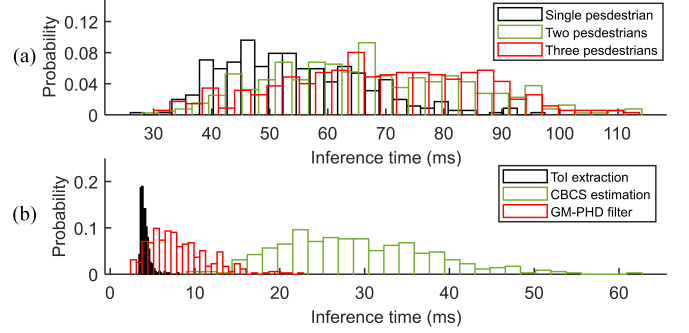 (a)
Probability
0.12
0.08
0.04
0
Single pesdestrian
Two pesdestrians
Three pesdestrians
30 40 50 60 70 80 90 100 110
Inference time (ms)
(b)
Probability
0.2
0.1
0
ToI extraction
CBCS estimation
GM-PHD filter
0 10 20 30 40 50 60
Inference time (ms)